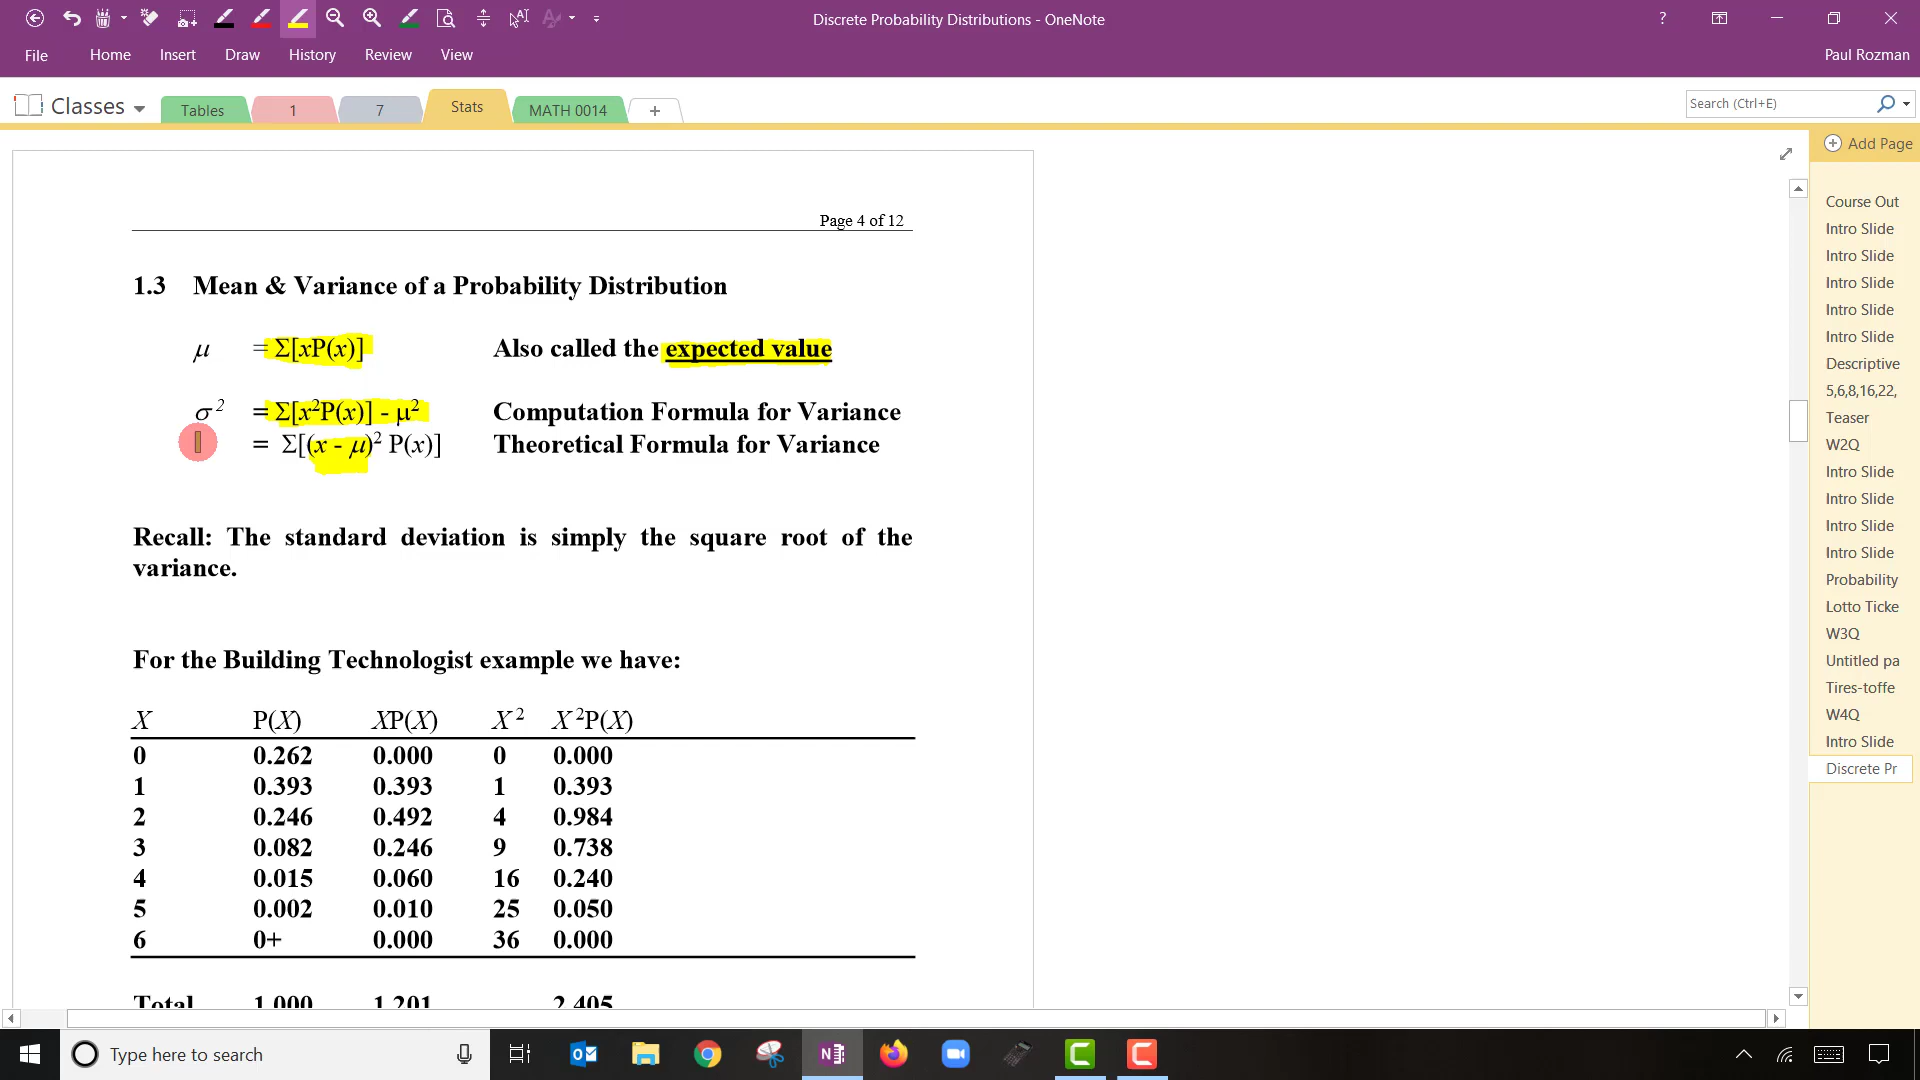 Discrete Probability Distributions - OneNote
?
File Home Insert Draw History Review View
Paul Rozman
Classes Tables 1 7 Stats MATH 0014 +
Search (Ctrl+E)
Add Page
Page 4 of 12
1.3 Mean & Variance of a Probability Distribution
μ = Σ[xP(x)] Also called the expected value
σ² = Σ[x²P(x)] - μ² Computation Formula for Variance
= Σ[(x - μ)² P(x)] Theoretical Formula for Variance
Recall: The standard deviation is simply the square root of the
variance.
For the Building Technologist example we have:
X P(X) XP(X) X² X²P(X)
0 0.262 0.000 0 0.000
1 0.393 0.393 1 0.393
2 0.246 0.492 4 0.984
3 0.082 0.246 9 0.738
4 0.015 0.060 16 0.240
5 0.002 0.010 25 0.050
6 0+ 0.000 36 0.000
Total 1.000 1.201 2.405
Course Out
Intro Slide
Intro Slide
Intro Slide
Intro Slide
Intro Slide
Descriptive
5,6,8,16,22,
Teaser
W2Q
Intro Slide
Intro Slide
Intro Slide
Intro Slide
Probability
Lotto Ticke
W3Q
Untitled pa
Tires-toffe
W4Q
Intro Slide
Discrete Pr
Type here to search